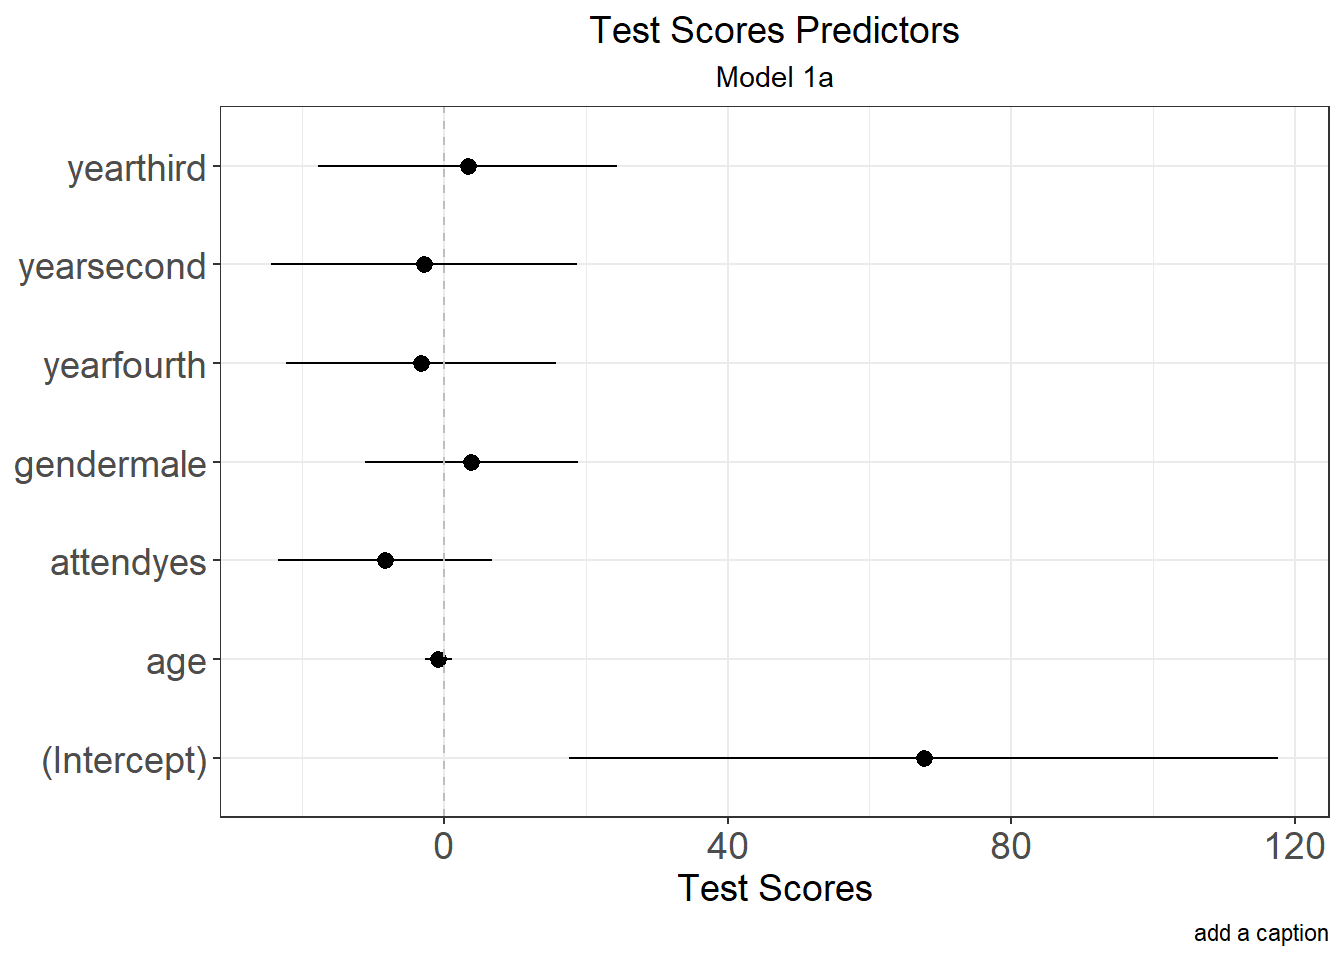 Test Scores Predictors
Model 1a
yearthird
yearsecond
yearfourth
gendermale
attendyes
age
(Intercept)
0 40 80 120
Test Scores
add a caption